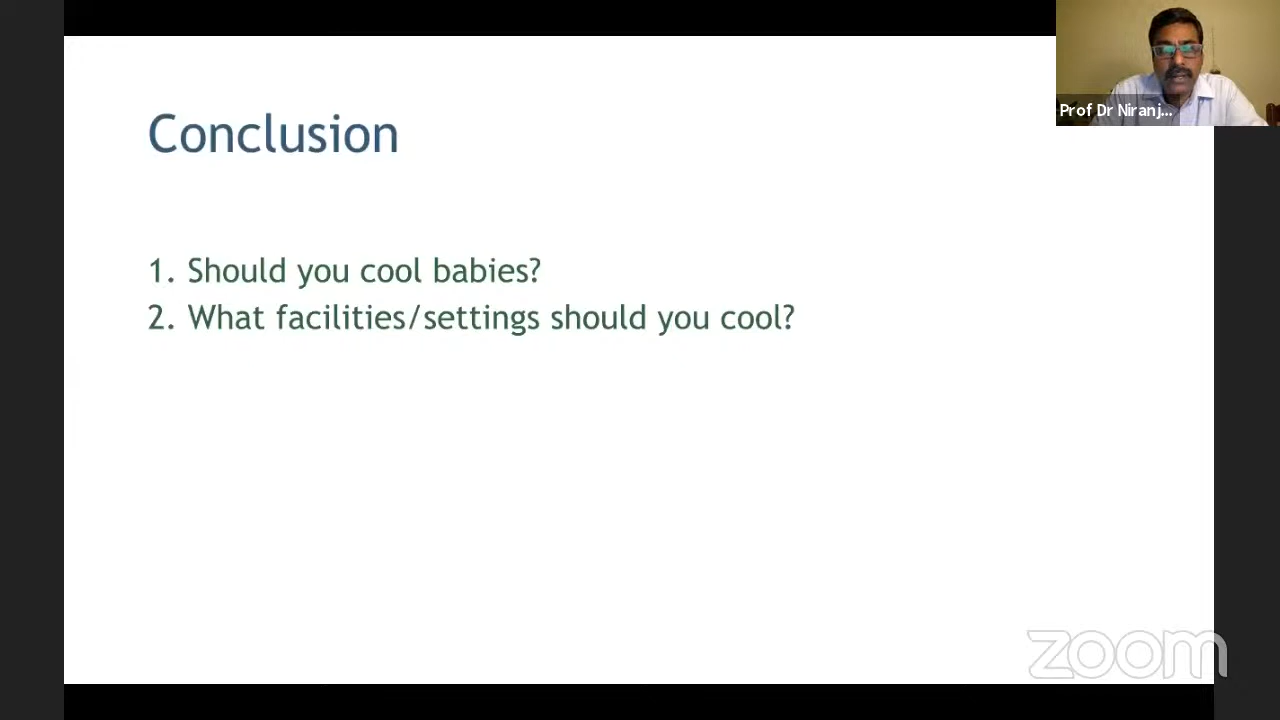 Prof Dr Niranj...
Conclusion
1. Should you cool babies?
2. What facilities/settings should you cool?
zoom